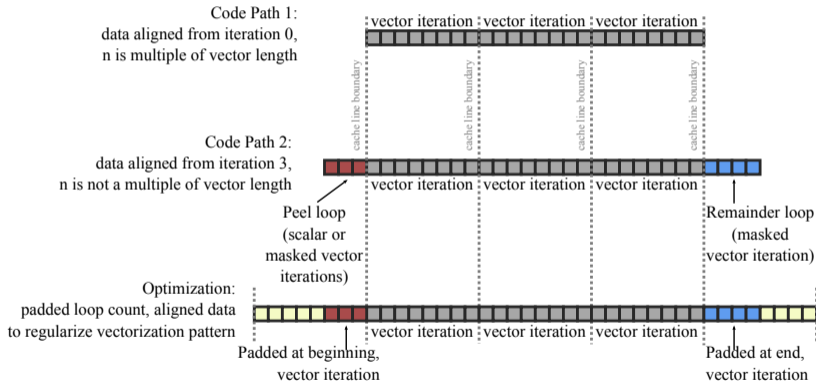 Code Path 1:
data aligned from iteration 0,
n is multiple of vector length
vector iteration vector iteration vector iteration
cache line boundary
cache line boundary
cache line boundary
cache line boundary
Code Path 2:
data aligned from iteration 3,
n is not a multiple of vector length
vector iteration vector iteration vector iteration
Peel loop
(scalar or
masked vector
iterations)
Remainder loop
(masked
vector iteration)
Optimization:
padded loop count, aligned data
to regularize vectorization pattern
vector iteration vector iteration vector iteration
Padded at beginning,
vector iteration
Padded at end,
vector iteration